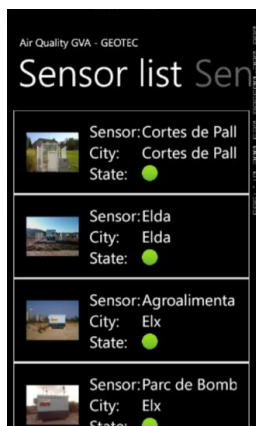 Air Quality GVA - GEOTEC
Sensor list Sen
Sensor: Cortes de Pall
City: Cortes de Pall
State:
Sensor: Elda
City: Elda
State:
Sensor: Agroalimenta
City: Elx
State:
Sensor: Parc de Bomb
City: Elx
State: